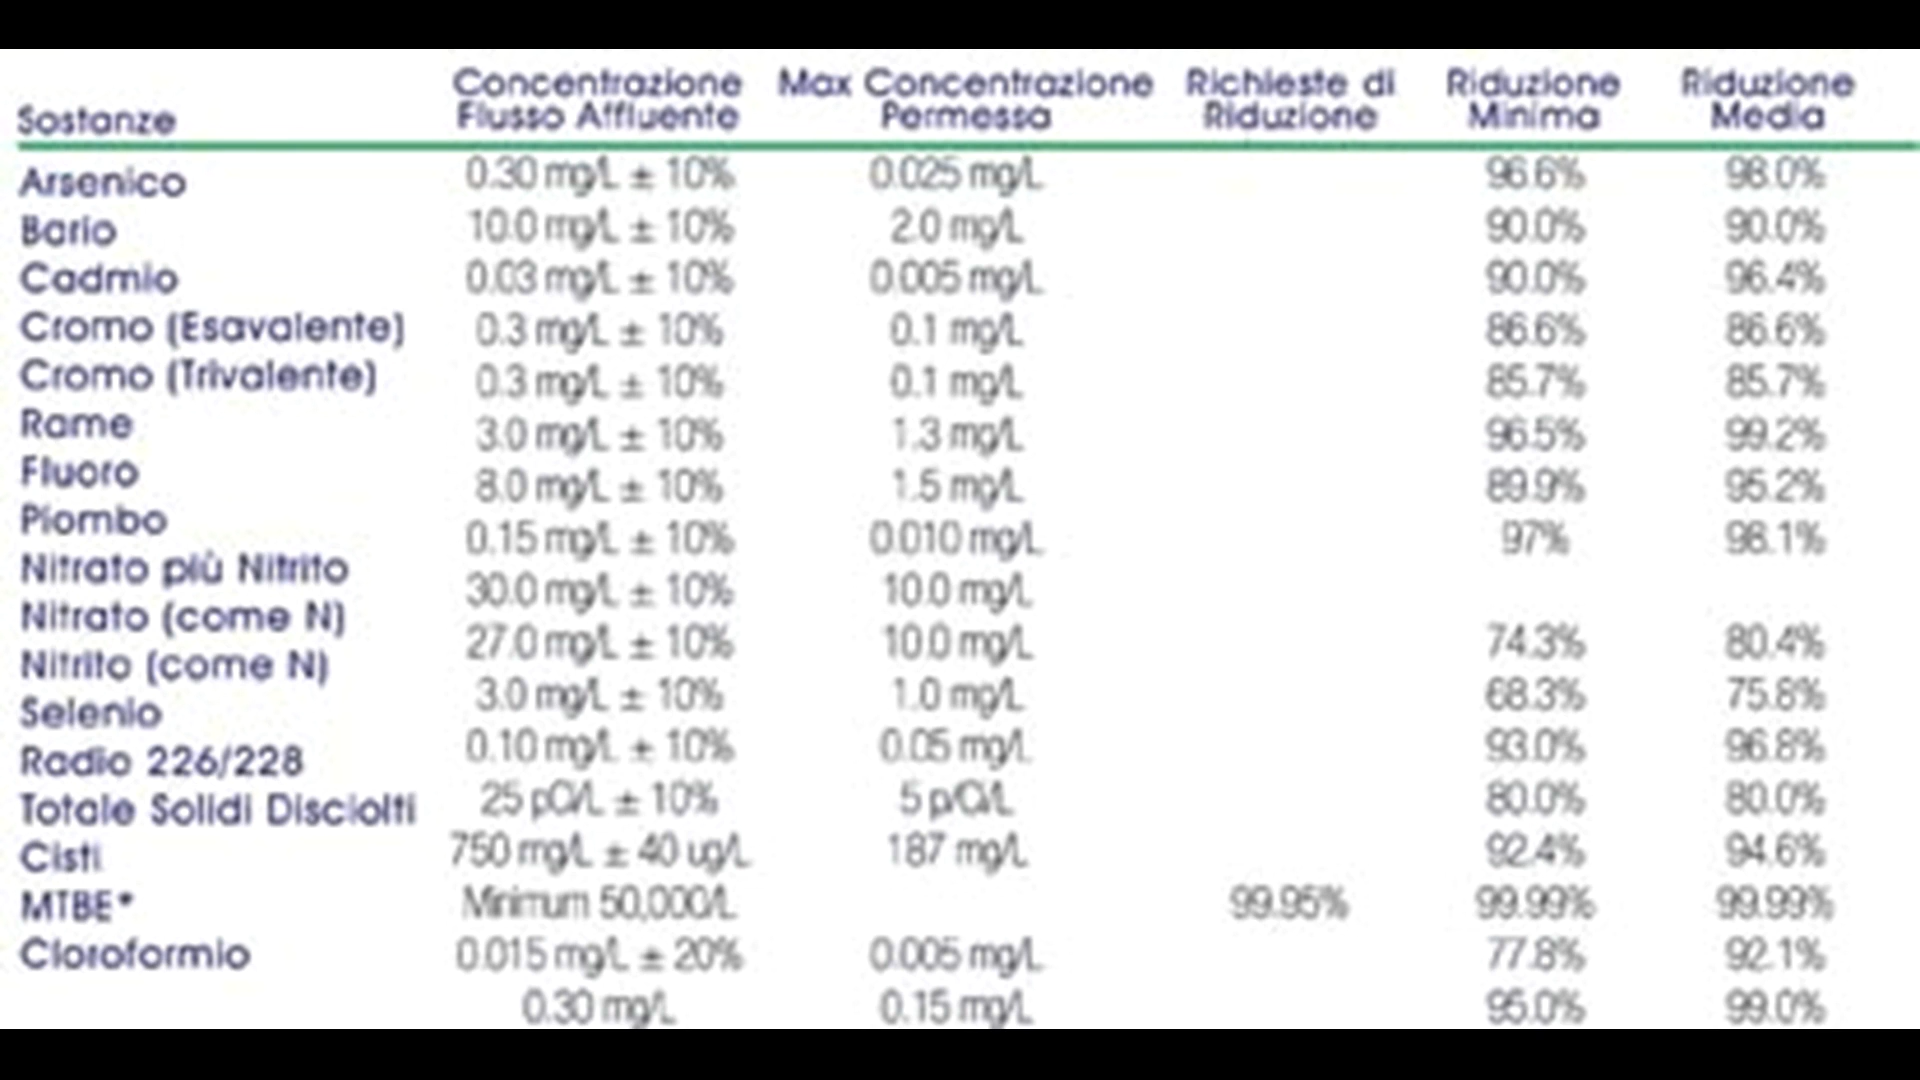 Sostanze Concentrazione Flusso Affluente Max Concentrazione Permessa Richieste di Riduzione Riduzione Minima Riduzione Media
Arsenico 0.30 mg/L ± 10% 0.025 mg/L 96.6% 98.0%
Bario 10.0 mg/L ± 10% 2.0 mg/L 90.0% 90.0%
Cadmio 0.03 mg/L ± 10% 0.005 mg/L 90.0% 96.4%
Cromo (Esavalente) 0.3 mg/L ± 10% 0.1 mg/L 86.6% 86.6%
Cromo (Trivalente) 0.3 mg/L ± 10% 0.1 mg/L 85.7% 85.7%
Rame 3.0 mg/L ± 10% 1.3 mg/L 96.5% 99.2%
Fluoro 8.0 mg/L ± 10% 1.5 mg/L 89.9% 95.2%
Piombo 0.15 mg/L ± 10% 0.010 mg/L 97% 98.1%
Nitrato più Nitrito 30.0 mg/L ± 10% 10.0 mg/L
Nitrato (come N) 27.0 mg/L ± 10% 10.0 mg/L 74.3% 80.4%
Nitrito (come N) 3.0 mg/L ± 10% 1.0 mg/L 68.3% 75.8%
Selenio 0.10 mg/L ± 10% 0.05 mg/L 93.0% 96.8%
Radio 226/228 25 pCi/L ± 10% 5 p/Ci/L 80.0% 80.0%
Totale Solidi Disciolti 750 mg/L ± 40 ug/L 187 mg/L 92.4% 94.6%
Cisti Minimum 50,000/L 99.95% 99.99% 99.99%
MTBE* 0.015 mg/L ± 20% 0.005 mg/L 77.8% 92.1%
Cloroformio 0.30 mg/L 0.15 mg/L 95.0% 99.0%